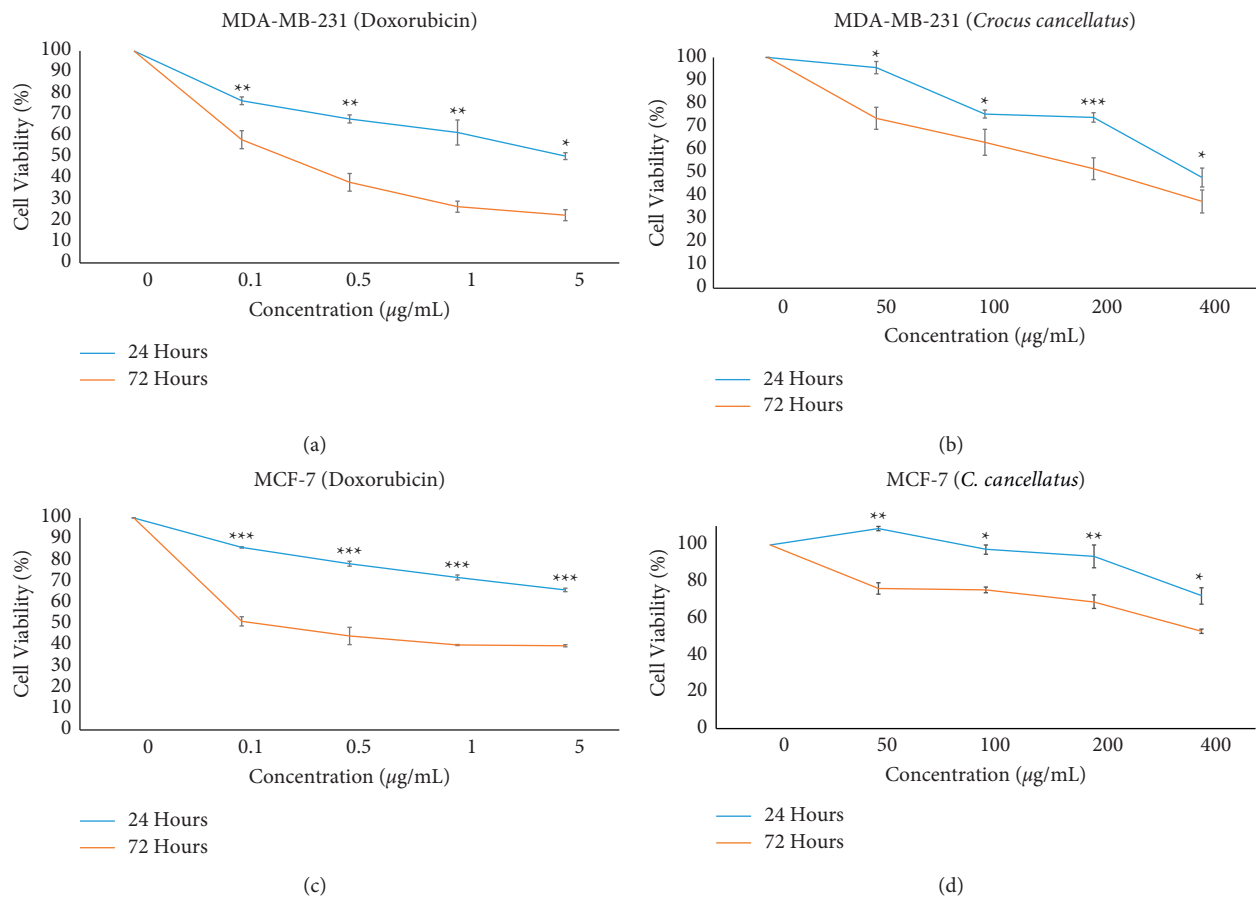 MDA-MB-231 (Doxorubicin)
Cell Viability (%)
100
90
80
70
60
50
40
30
20
10
0
** ** ** *
0 0.1 0.5 1 5
Concentration (µg/mL)
24 Hours
72 Hours
(a)
MDA-MB-231 (Crocus cancellatus)
Cell Viability (%)
100
90
80
70
60
50
40
30
20
10
0
* * *** *
0 50 100 200 400
Concentration (µg/mL)
24 Hours
72 Hours
(b)
MCF-7 (Doxorubicin)
Cell Viability (%)
100
90
80
70
60
50
40
30
20
10
0
*** *** *** ***
0 0.1 0.5 1 5
Concentration (µg/mL)
24 Hours
72 Hours
(c)
MCF-7 (C. cancellatus)
Cell Viability (%)
100
80
60
40
20
0
** * ** *
0 50 100 200 400
Concentration (µg/mL)
24 Hours
72 Hours
(d)